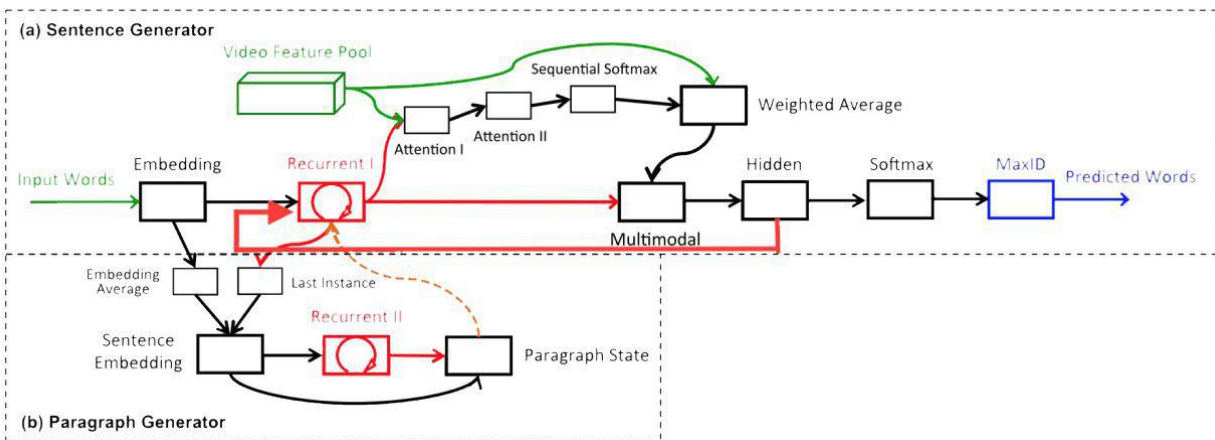 (a) Sentence Generator
Video Feature Pool
Sequential Softmax
Weighted Average
Attention II
Attention I
Embedding
Recurrent I
Hidden
Softmax
MaxID
Input Words
Predicted Words
Multimodal
Embedding
Average
Last Instance
Recurrent II
Sentence
Embedding
Paragraph State
(b) Paragraph Generator